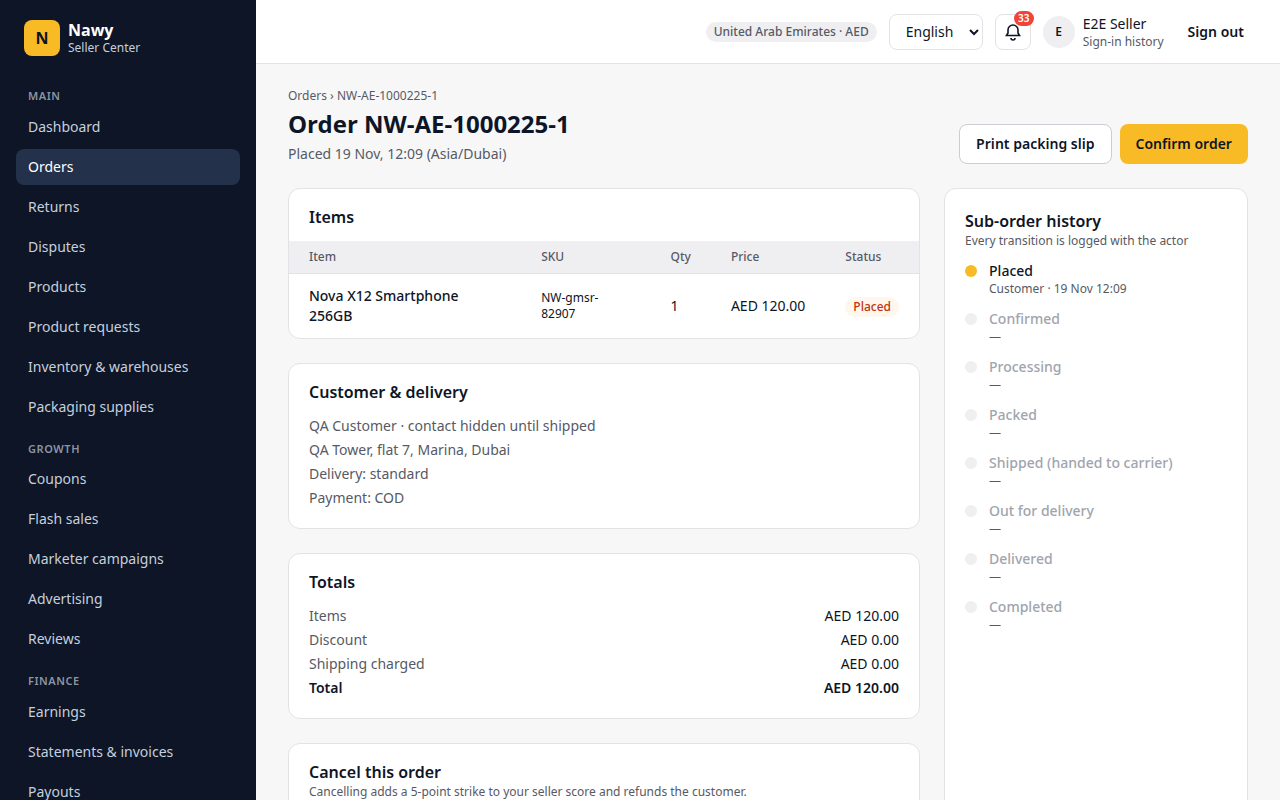 N
Nawy
Seller Center
MAIN
Dashboard
Orders
Returns
Disputes
Products
Product requests
Inventory & warehouses
Packaging supplies
GROWTH
Coupons
Flash sales
Marketer campaigns
Advertising
Reviews
FINANCE
Earnings
Statements & invoices
Payouts
United Arab Emirates · AED
English
33
E
E2E Seller
Sign-in history
Sign out
Orders › NW-AE-1000225-1
Order NW-AE-1000225-1
Placed 19 Nov, 12:09 (Asia/Dubai)
Print packing slip
Confirm order
Items
Item SKU Qty Price Status
Nova X12 Smartphone
256GB
NW-gmsr-
82907
1
AED 120.00
Placed
Customer & delivery
QA Customer · contact hidden until shipped
QA Tower, flat 7, Marina, Dubai
Delivery: standard
Payment: COD
Totals
Items AED 120.00
Discount AED 0.00
Shipping charged AED 0.00
Total AED 120.00
Cancel this order
Cancelling adds a 5-point strike to your seller score and refunds the customer.
Sub-order history
Every transition is logged with the actor
Placed
Customer · 19 Nov 12:09
Confirmed
—
Processing
—
Packed
—
Shipped (handed to carrier)
—
Out for delivery
—
Delivered
—
Completed
—